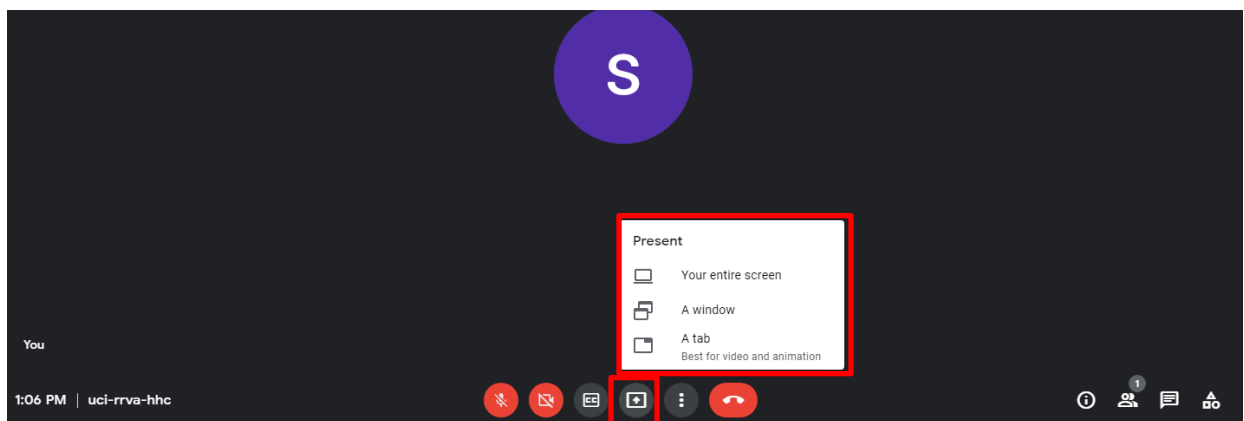 S
Present
Your entire screen
A window
A tab
Best for video and animation
You
1:06 PM | uci-rrva-hhc
CC
1